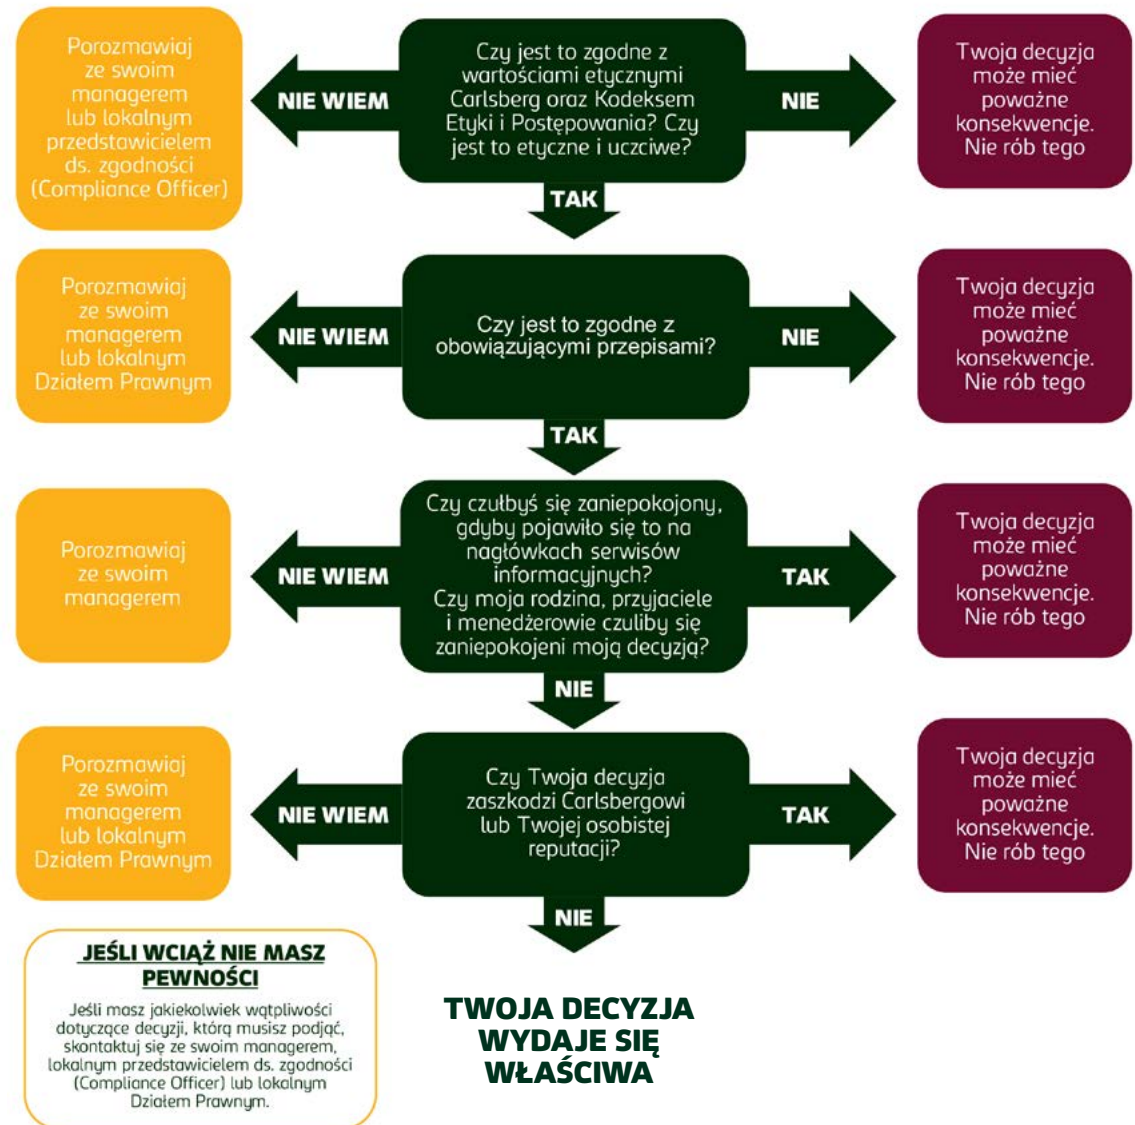 Porozmawiaj
ze swoim
managerem
lub lokalnym
przedstawicielem
ds. zgodności
(Compliance Officer)
NIE WIEM
Czy jest to zgodne z
wartościami etycznymi
Carlsberg oraz Kodeksem
Etyki i Postępowania? Czy
jest to etyczne i uczciwe?
NIE
Twoja decyzja
może mieć
poważne
konsekwencje.
Nie rób tego
TAK
Porozmawiaj
ze swoim
managerem
lub lokalnym
Działem Prawnym
NIE WIEM
Czy jest to zgodne z
obowiązującymi przepisami?
NIE
Twoja decyzja
może mieć
poważne
konsekwencje.
Nie rób tego
TAK
Porozmawiaj
ze swoim
managerem
NIE WIEM
Czy czułbyś się zaniepokojony,
gdyby pojawiło się to na
nagłówkach serwisów
informacyjnych?
Czy moja rodzina, przyjaciele
i menedżerowie czuliby się
zaniepokojeni moją decyzją?
TAK
Twoja decyzja
może mieć
poważne
konsekwencje.
Nie rób tego
NIE
Porozmawiaj
ze swoim
managerem
lub lokalnym
Działem Prawnym
NIE WIEM
Czy Twoja decyzja
zaszkodzi Carlsbergowi
lub Twojej osobistej
reputacji?
TAK
Twoja decyzja
może mieć
poważne
konsekwencje.
Nie rób tego
NIE
JEŚLI WCIĄŻ NIE MASZ
PEWNOŚCI
Jeśli masz jakiekolwiek wątpliwości
dotyczące decyzji, którą musisz podjąć,
skontaktuj się ze swoim managerem,
lokalnym przedstawicielem ds. zgodności
(Compliance Officer) lub lokalnym
Działem Prawnym.
TWOJA DECYZJA
WYDAJE SIĘ
WŁAŚCIWA